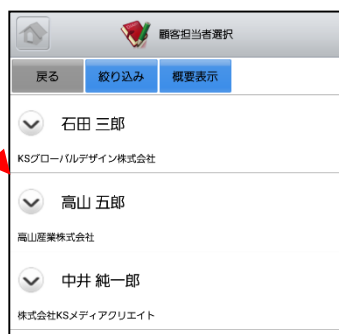 顧客担当者選択
戻る 絞り込み 概要表示
石田 三郎
KSグローバルデザイン株式会社
高山 五郎
高山産業株式会社
中井 純一郎
株式会社KSメディアクリエイト